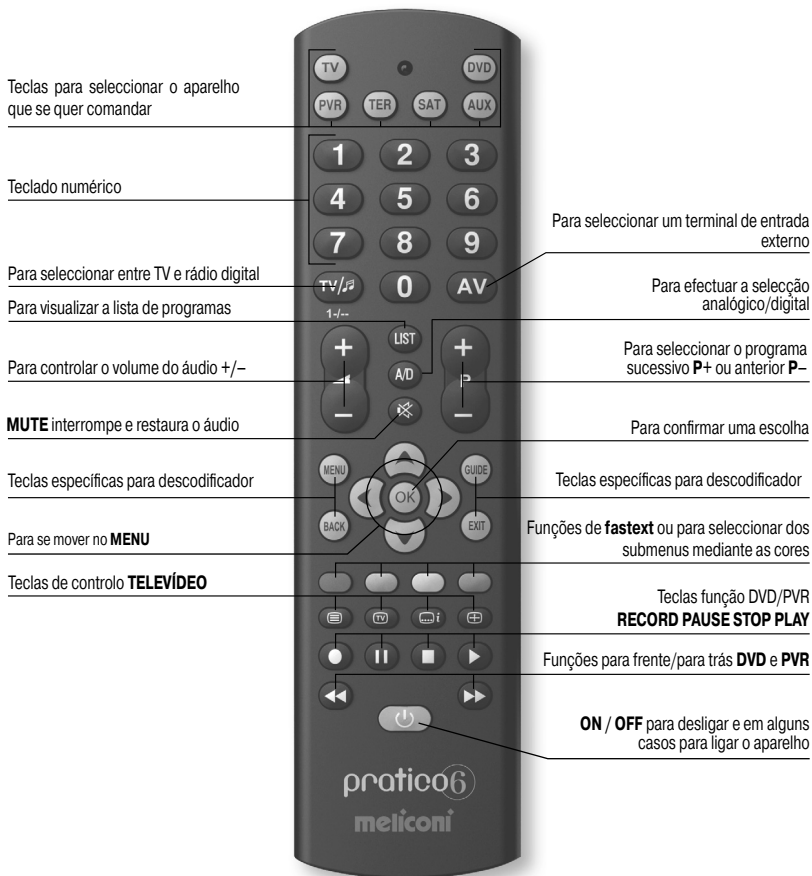 Teclas para seleccionar o aparelho
que se quer comandar
Teclado numérico
Para seleccionar entre TV e rádio digital
Para visualizar a lista de programas
Para controlar o volume do áudio +/–
MUTE interrompe e restaura o áudio
Teclas específicas para descodificador
Para se mover no MENU
Teclas de controlo TELEVÍDEO
TV DVD
PVR TER SAT AUX
1 2 3
4 5 6
7 8 9
TV/♫ 0 AV
1-/--
+ LIST +
A/D P
– –
MENU GUIDE
OK
BACK EXIT
TV i
pratico6
meliconi
Para seleccionar um terminal de entrada
externo
Para efectuar a selecção
analógico/digital
Para seleccionar o programa
sucessivo P+ ou anterior P–
Para confirmar uma escolha
Teclas específicas para descodificador
Funções de fastext ou para seleccionar dos
submenus mediante as cores
Teclas função DVD/PVR
RECORD PAUSE STOP PLAY
Funções para frente/para trás DVD e PVR
ON / OFF para desligar e em alguns
casos para ligar o aparelho